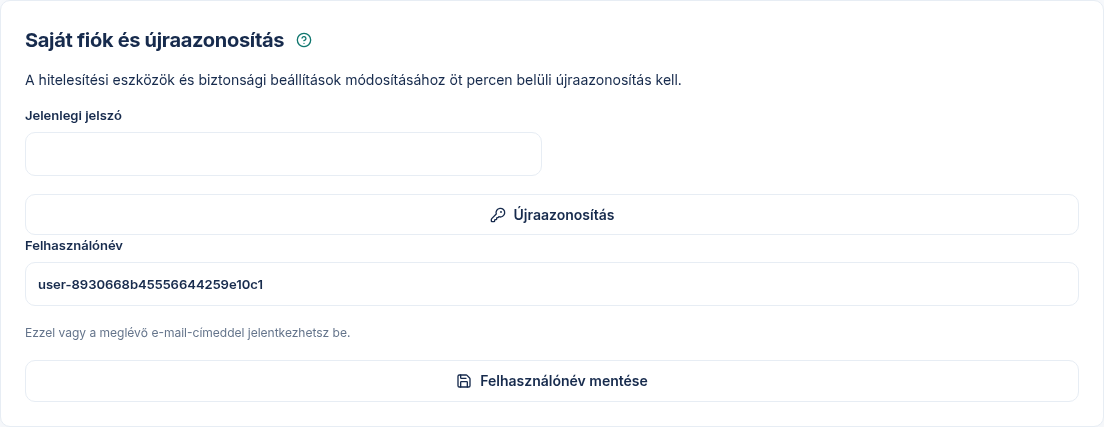 Saját fiók és újraazonosítás
A hitelesítési eszközök és biztonsági beállítások módosításához öt percen belüli újraazonosítás kell.
Jelenlegi jelszó
Újraazonosítás
Felhasználónév
user-8930668b45556644259e10c1
Ezzel vagy a meglévő e-mail-címeddel jelentkezhetsz be.
Felhasználónév mentése